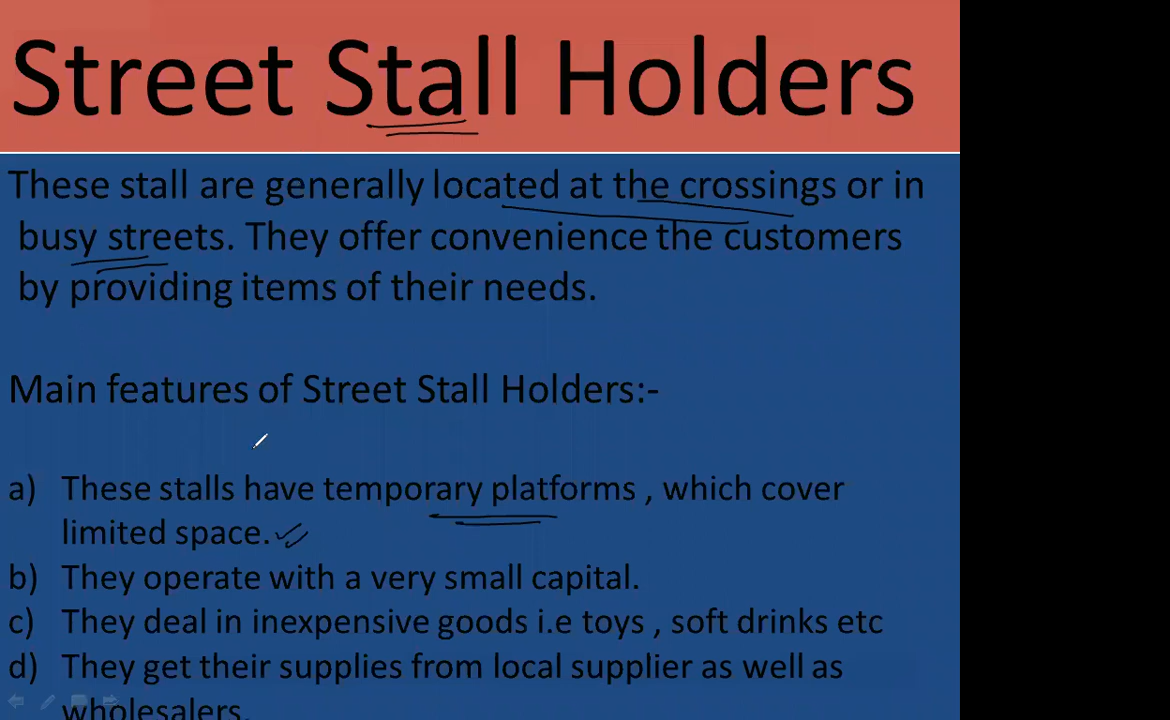 Street Stall Holders
These stall are generally located at the crossings or in
busy streets. They offer convenience the customers
by providing items of their needs.
Main features of Street Stall Holders:-
a) These stalls have temporary platforms , which cover
limited space.
b) They operate with a very small capital.
c) They deal in inexpensive goods i.e toys , soft drinks etc
d) They get their supplies from local supplier as well as
wholesalers.